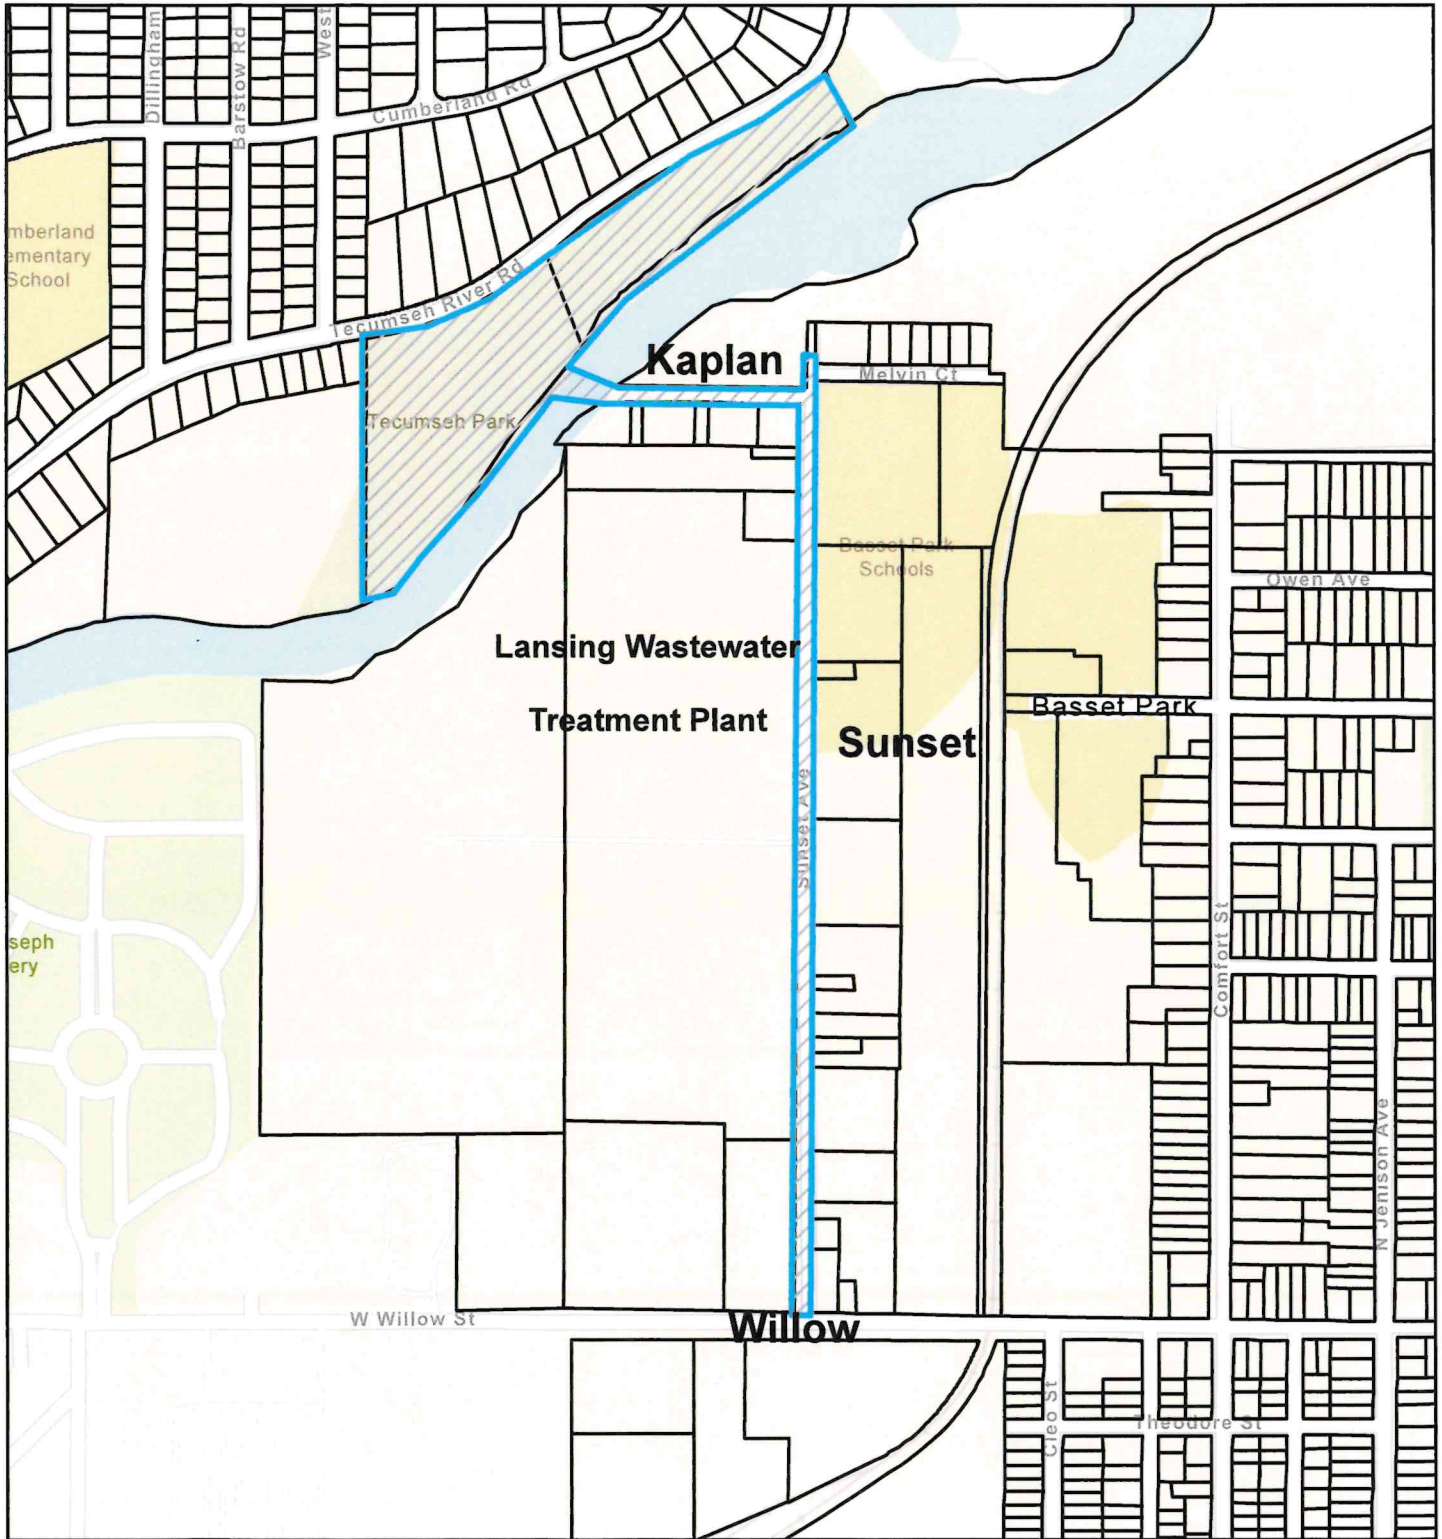 Dillingham
Barstow Rd
West
Cumberland Rd
mberland
ementary
School
Tecumseh River Rd
Kaplan
Melvin Ct
Tecumseh Park
Basset Park
Schools
Owen Ave
Lansing Wastewater
Treatment Plant
Basset Park
Sunset
Sunset Ave
seph
ery
Comfort St
N Jenison Ave
W Willow St
Willow
Cleo St
Theodore St